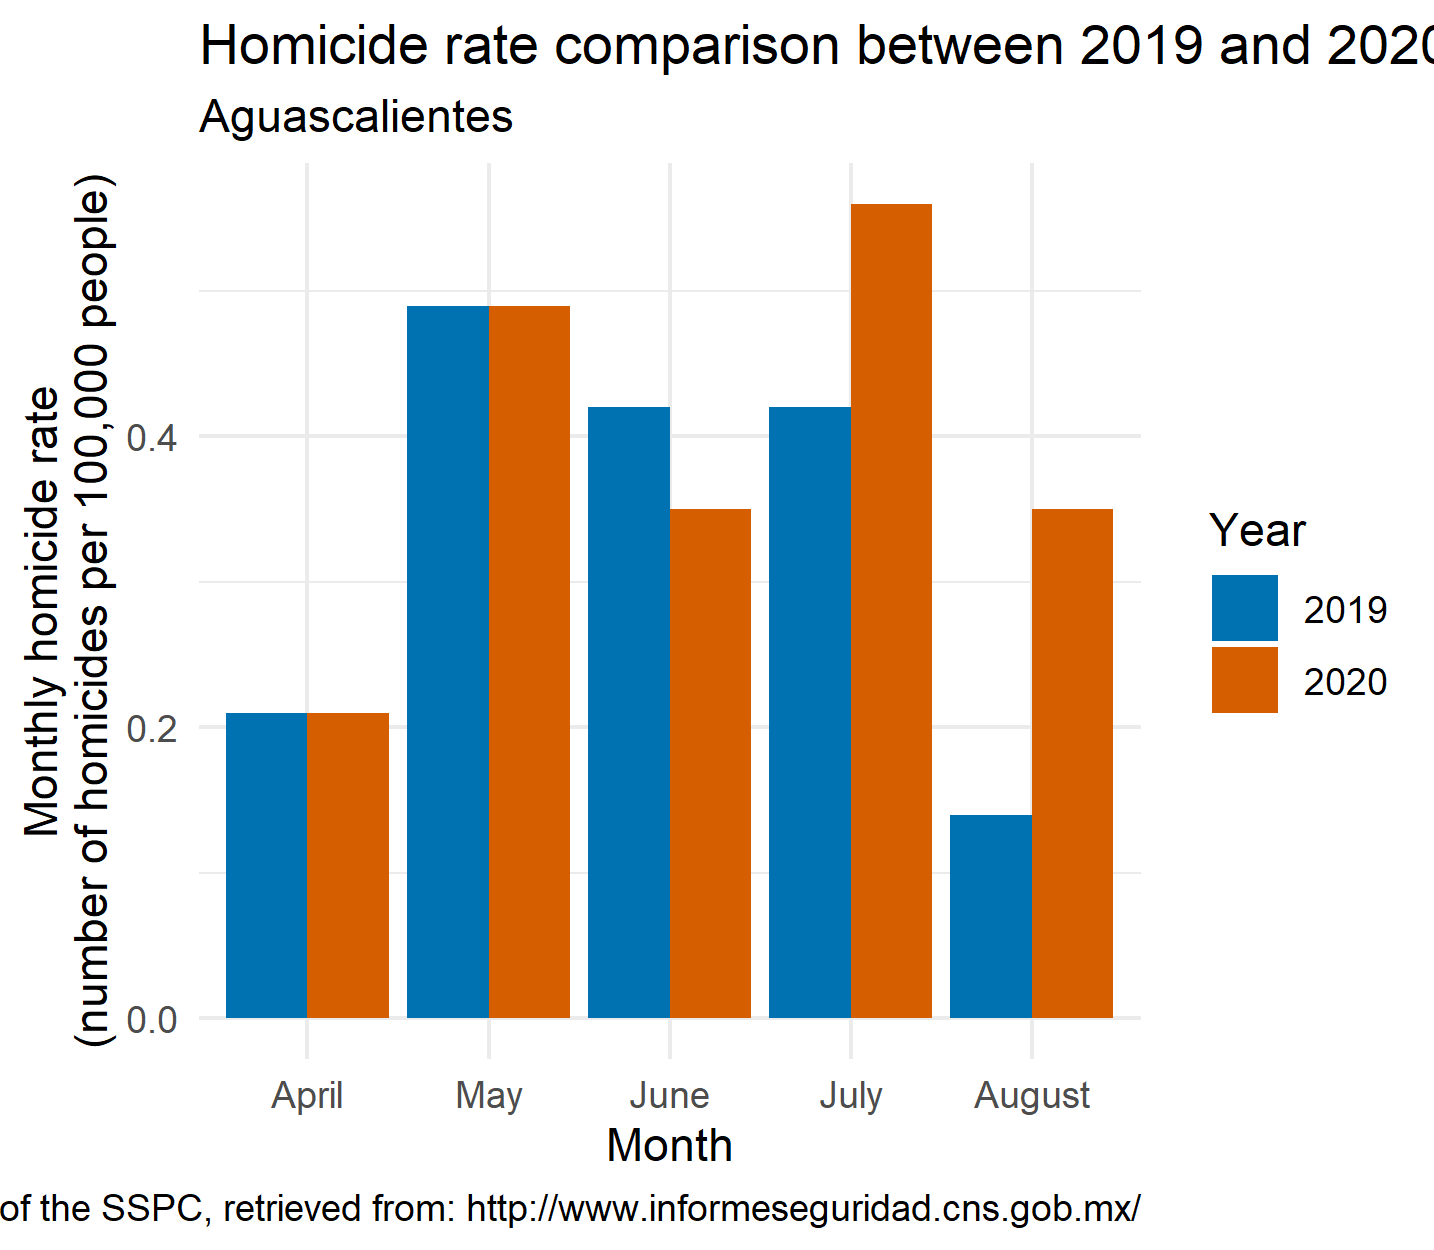 Homicide rate comparison between 2019 and 2020
Aguascalientes
Monthly homicide rate
(number of homicides per 100,000 people)
0.4
0.2
0.0
April May June July August
Month
Year
2019
2020
of the SSPC, retrieved from: http://www.informeseguridad.cns.gob.mx/